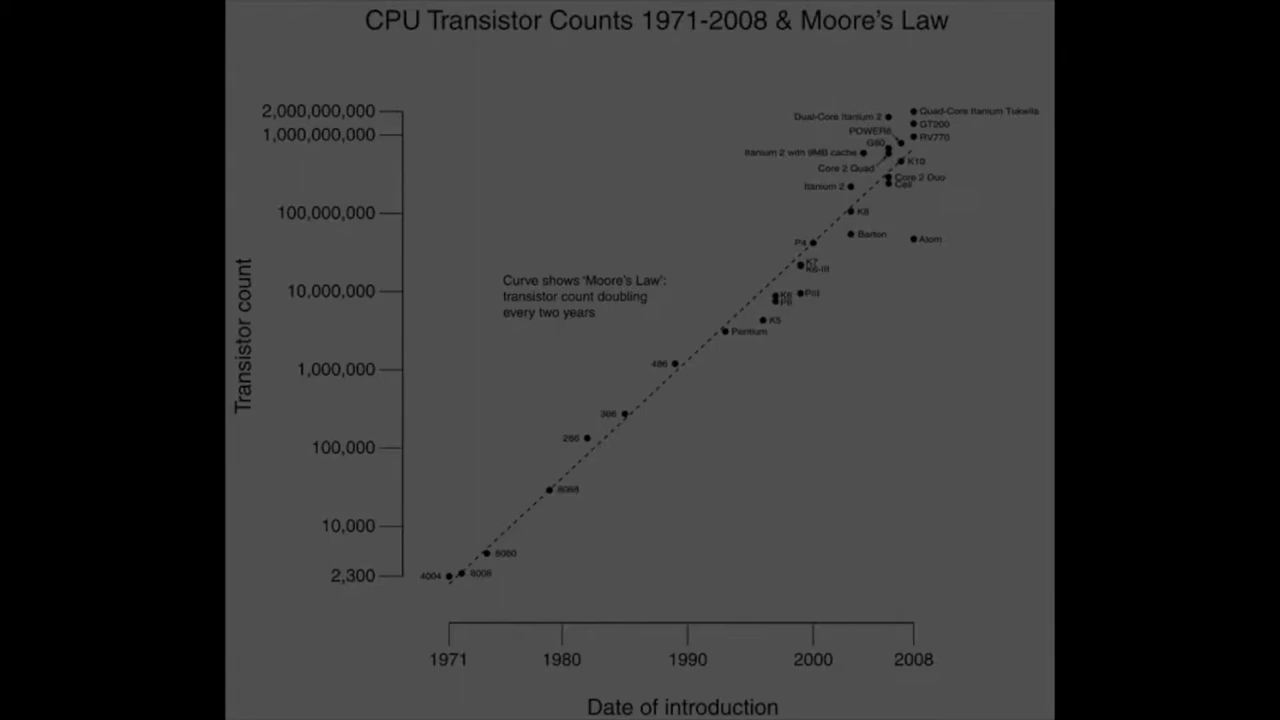 CPU Transistor Counts 1971-2008 & Moore's Law
2,000,000,000
1,000,000,000
100,000,000
10,000,000
1,000,000
100,000
10,000
2,300
Transistor count
Quad-Core Itanium Tukwila
Dual-Core Itanium 2
GT200
POWER6
RV770
G80
Itanium 2 with 9MB cache
K10
Core 2 Quad
Core 2 Duo
Cell
Itanium 2
K8
Barton
Atom
P4
K7
K6-III
Curve shows 'Moore's Law':
transistor count doubling
every two years
K6
PIII
PII
K5
Pentium
486
386
286
8088
8080
8008
4004
1971
1980
1990
2000
2008
Date of introduction